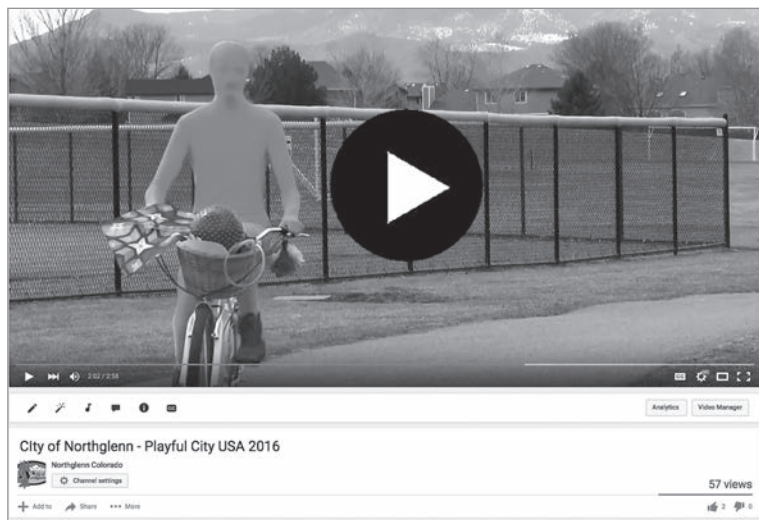 2:02 / 2:58
Analytics
Video Manager
City of Northglenn - Playful City USA 2016
Northglenn Colorado
Channel settings
57 views
Add to
Share
More
2
0